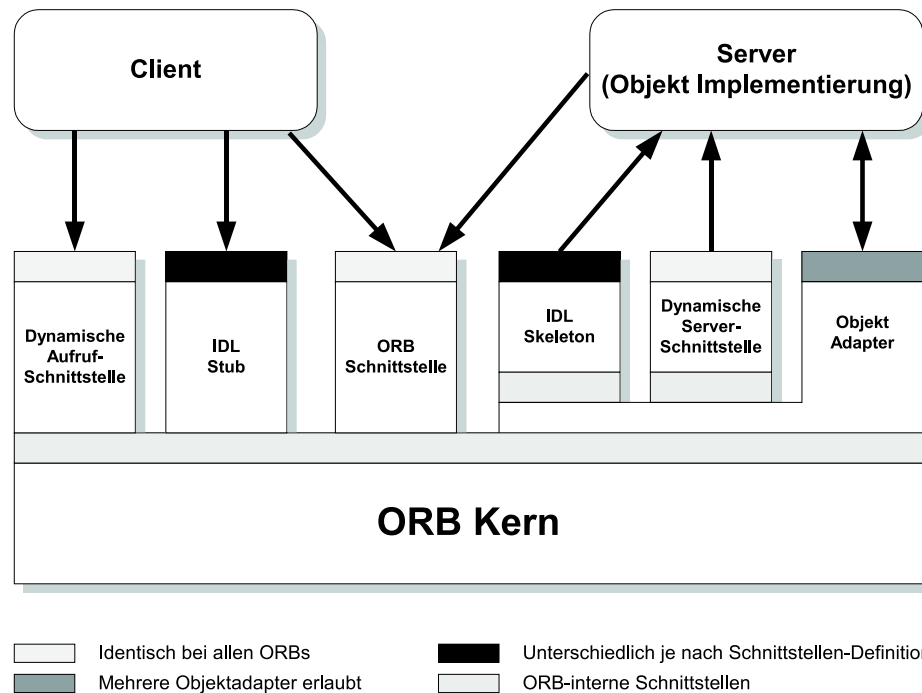 Client
Server
(Objekt Implementierung)
Dynamische
Aufruf-
Schnittstelle
IDL
Stub
ORB
Schnittstelle
IDL
Skeleton
Dynamische
Server-
Schnittstelle
Objekt
Adapter
ORB Kern
Identisch bei allen ORBs
Unterschiedlich je nach Schnittstellen-Definition
Mehrere Objektadapter erlaubt
ORB-interne Schnittstellen